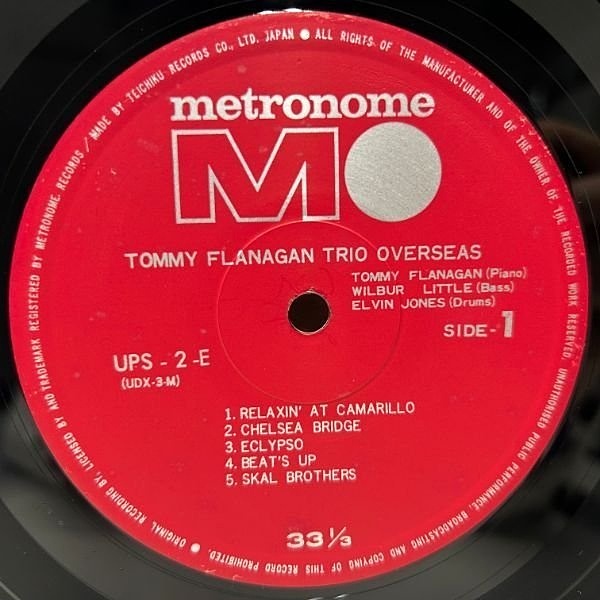 ORIGINAL RECORDING BY, LICENSED BY AND TRADEMARK REGISTERED BY METRONOME RECORDS / MADE BY TEICHIKU RECORDS CO., LTD. JAPAN ● ALL RIGHTS OF THE MANUFACTURER AND OF THE OWNER OF THE RECORDED WORK RESERVED. UNAUTHORISED PUBLIC PERFORMANCE, BROADCASTING AND COPYING OF THIS RECORD PROHIBITED. ●
metronome
MO
TOMMY FLANAGAN TRIO OVERSEAS
TOMMY FLANAGAN (Piano)
WILBUR LITTLE (Bass)
ELVIN JONES (Drums)
SIDE-1
UPS - 2 -E
(UDX-3-M)
1. RELAXIN' AT CAMARILLO
2. CHELSEA BRIDGE
3. ECLYPSO
4. BEAT'S UP
5. SKAL BROTHERS
33 1/3